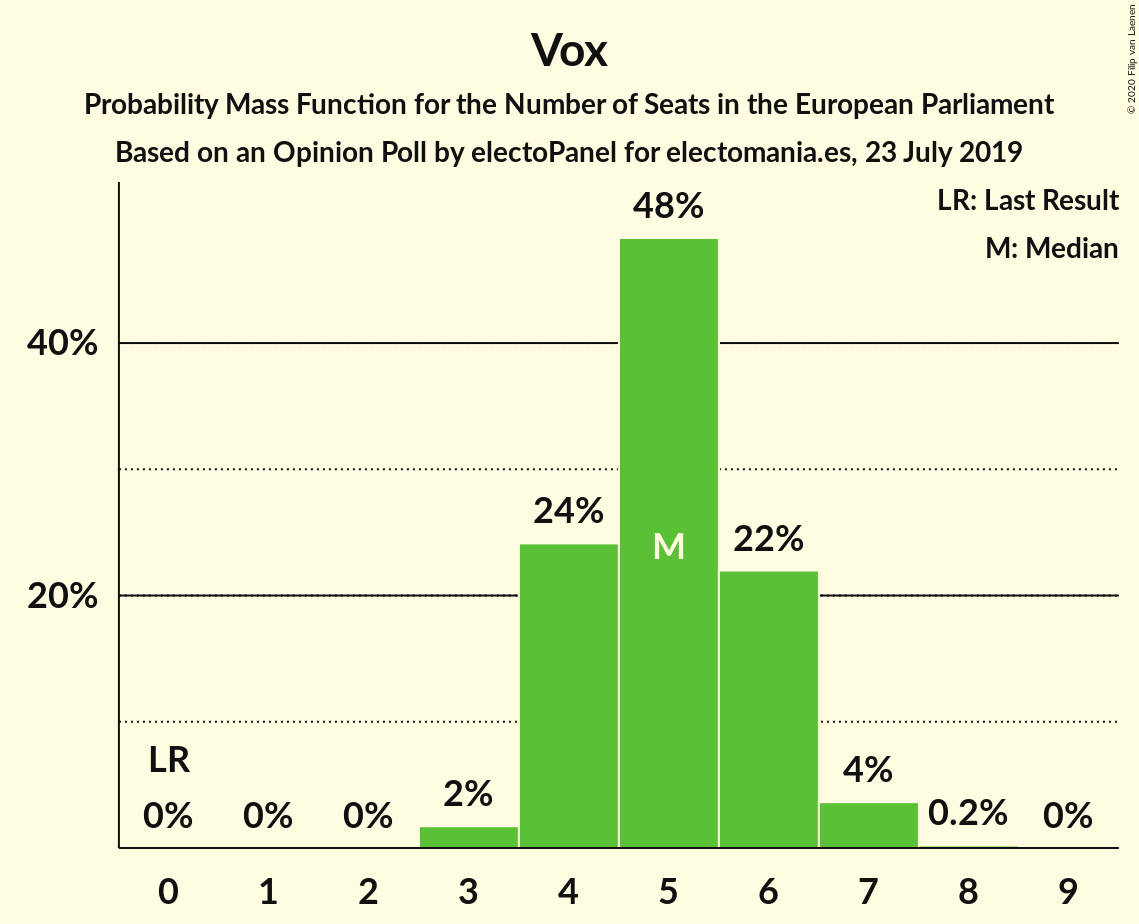 Vox
Probability Mass Function for the Number of Seats in the European Parliament
Based on an Opinion Poll by electoPanel for electomania.es, 23 July 2019
© 2020 Filip van Laenen
LR: Last Result
M: Median
48%
40%
24%
M
22%
20%
LR
0%
0%
0%
2%
4%
0.2%
0%
0
1
2
3
4
5
6
7
8
9